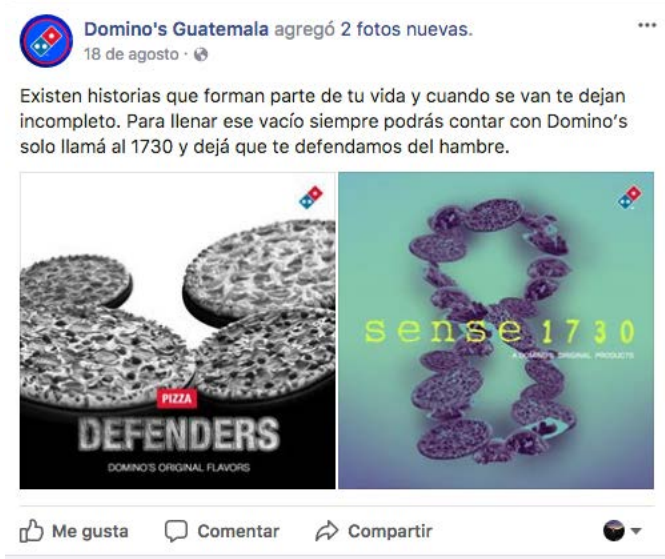 Domino's Guatemala agregó 2 fotos nuevas.
18 de agosto ·
Existen historias que forman parte de tu vida y cuando se van te dejan
incompleto. Para llenar ese vacío siempre podrás contar con Domino's
solo llamá al 1730 y dejá que te defendamos del hambre.
PIZZA
DEFENDERS
DOMINO'S ORIGINAL FLAVORS
sense 1730
A DOMINO'S ORIGINAL PRODUCTS
Me gusta Comentar Compartir